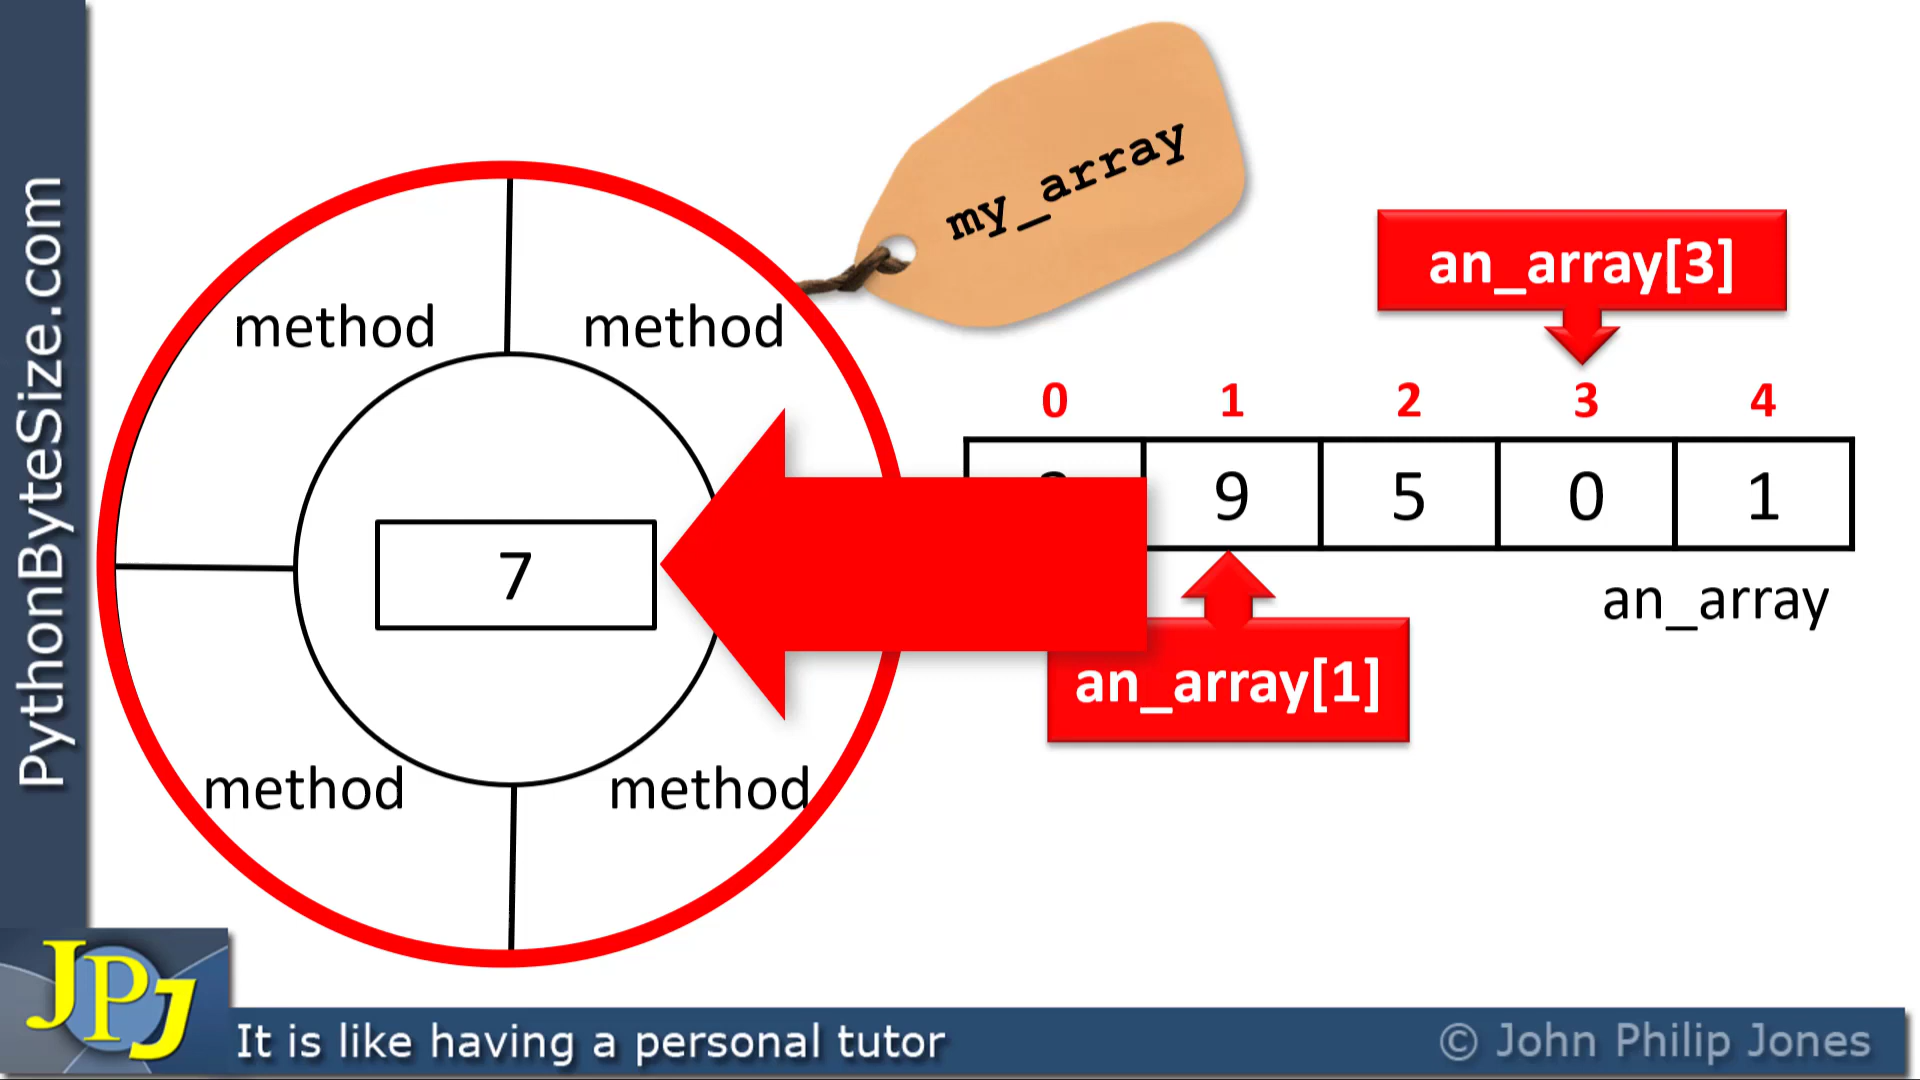 PythonByteSize.com
my_array
an_array[3]
method method
0 1 2 3 4
9 5 0 1
7
an_array
an_array[1]
method method
JPJ
It is like having a personal tutor
© John Philip Jones